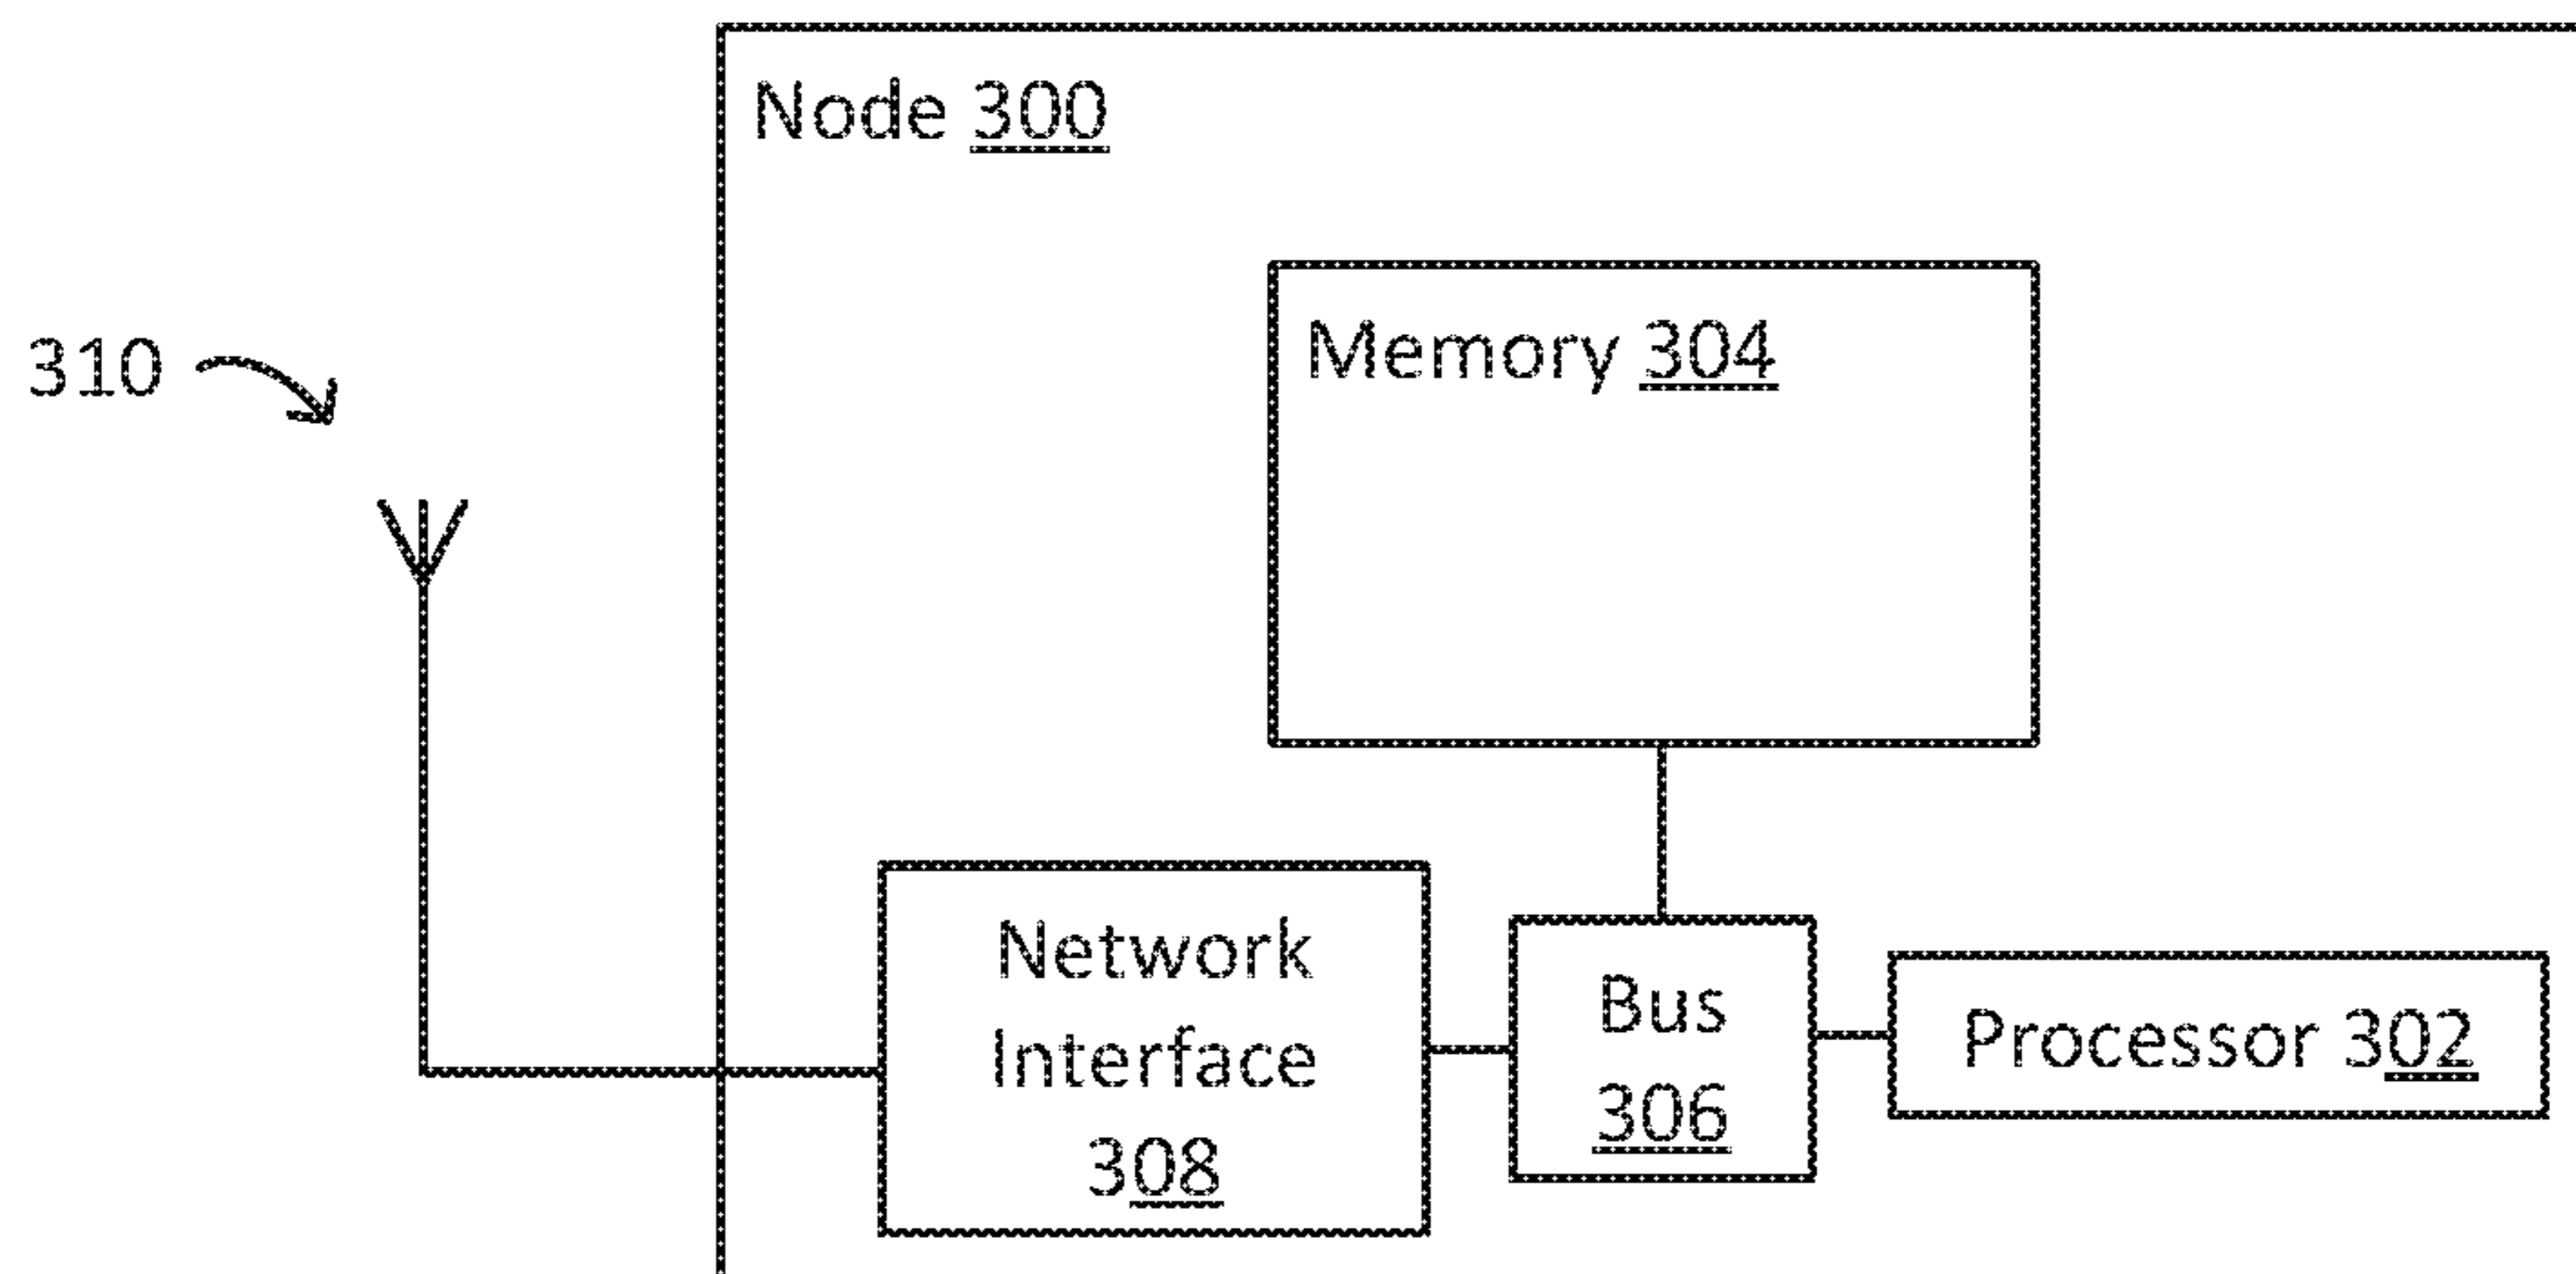 Node 300
Memory 304
310
Network
Interface
308
Bus
306
Processor 302